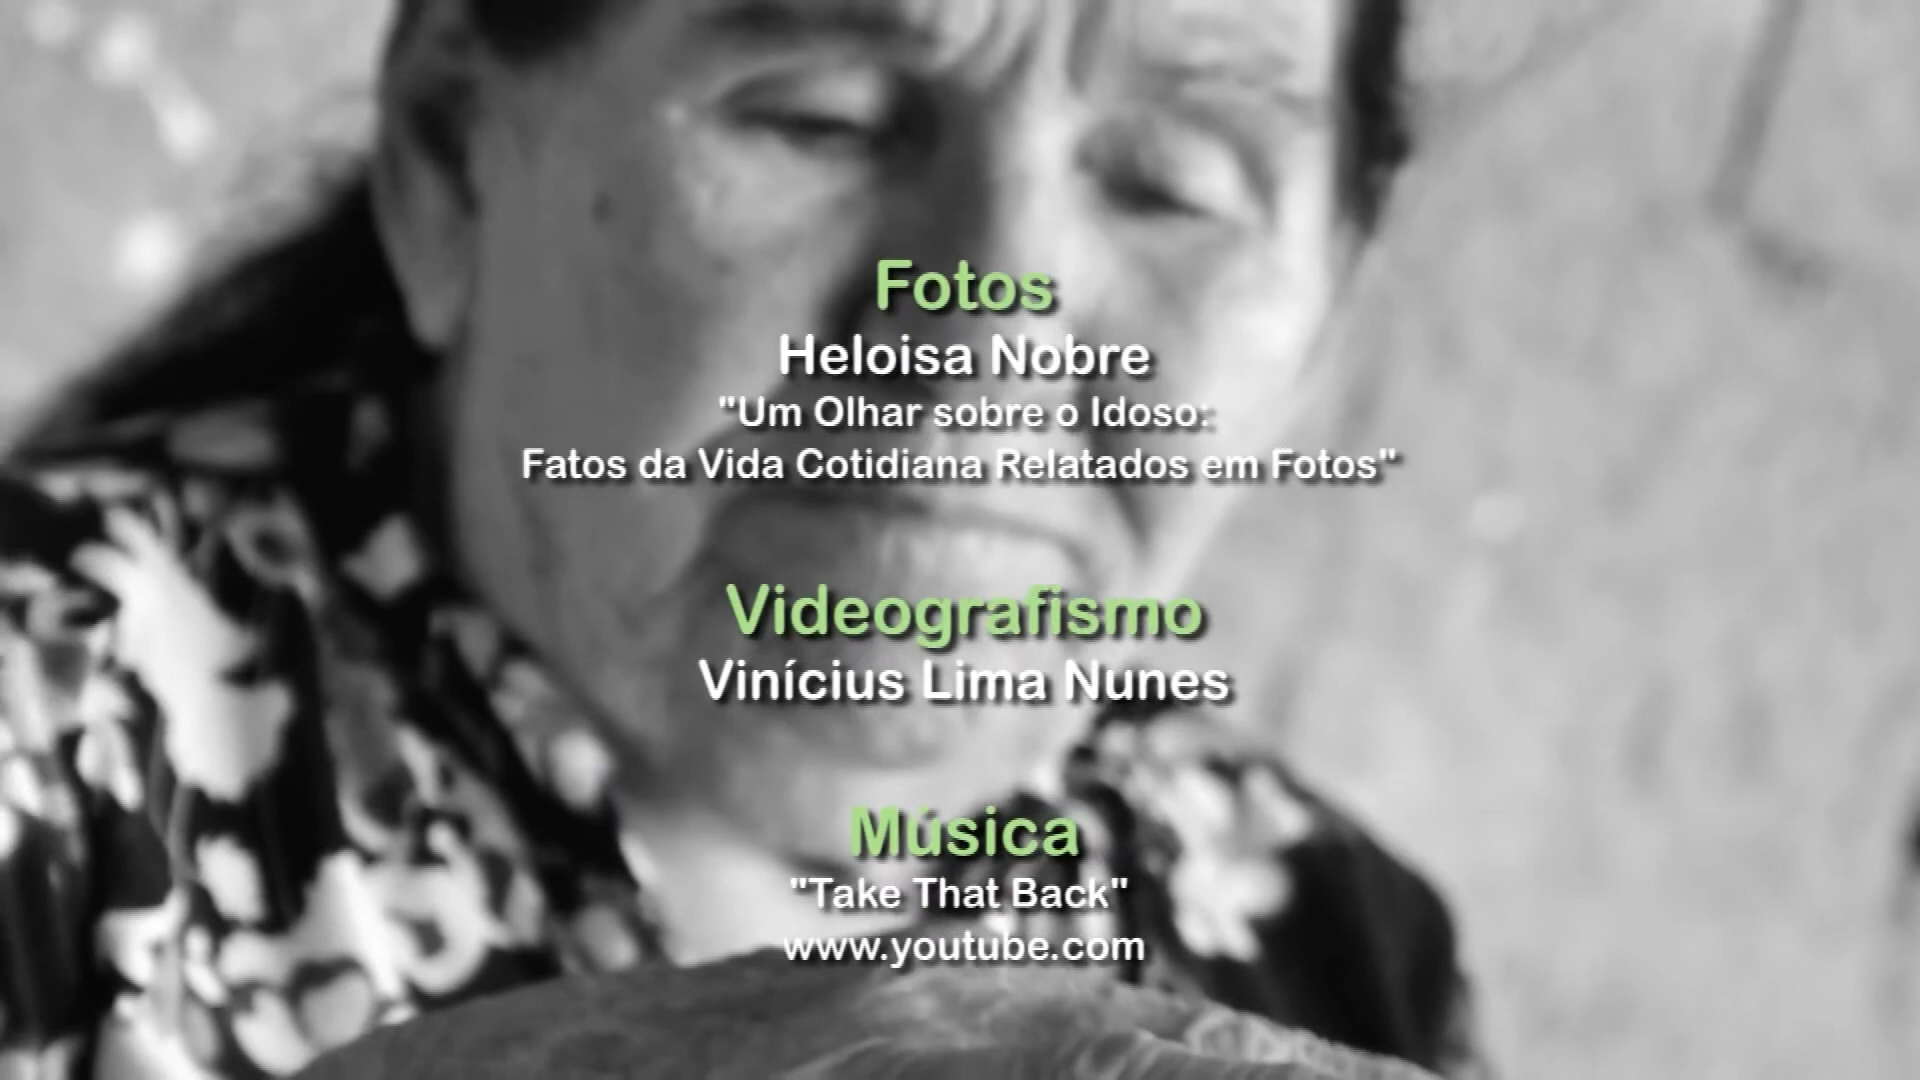 Fotos
Heloisa Nobre
"Um Olhar sobre o Idoso:
Fatos da Vida Cotidiana Relatados em Fotos"
Videografismo
Vinícius Lima Nunes
Música
"Take That Back"
www.youtube.com